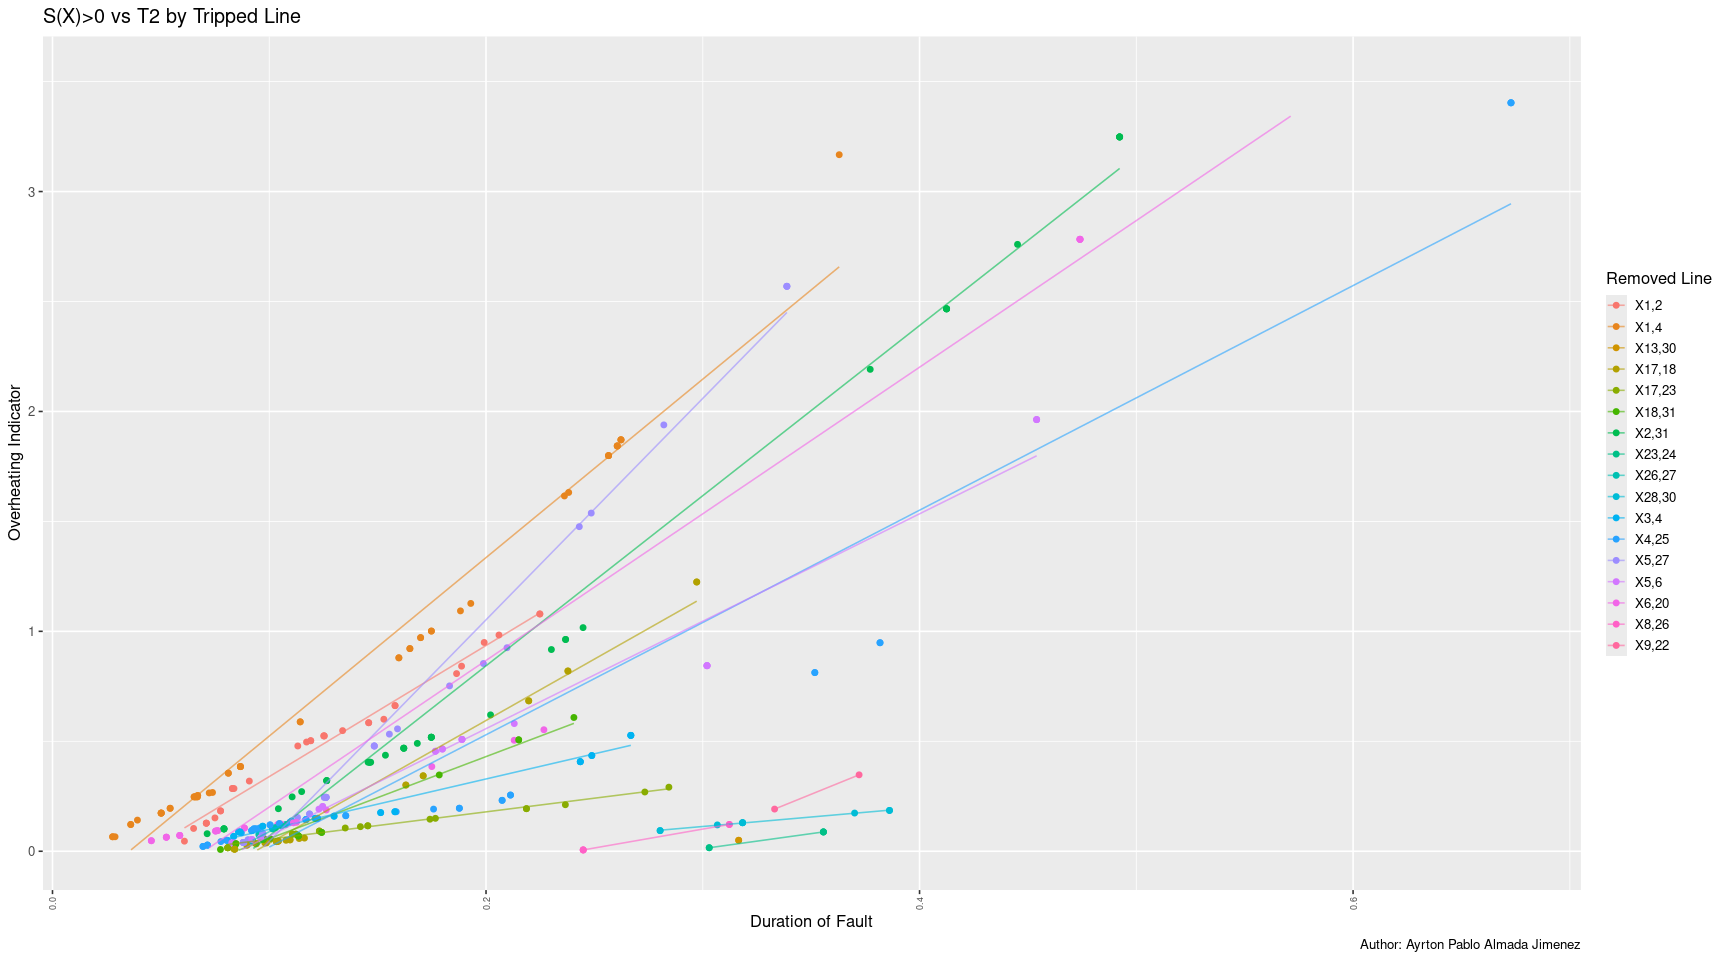 S(X)>0 vs T2 by Tripped Line
Overheating Indicator
3
2
1
0
0.0
0.2
0.4
0.6
Duration of Fault
Removed Line
X1,2
X1,4
X13,30
X17,18
X17,23
X18,31
X2,31
X23,24
X26,27
X28,30
X3,4
X4,25
X5,27
X5,6
X6,20
X8,26
X9,22
Author: Ayrton Pablo Almada Jimenez